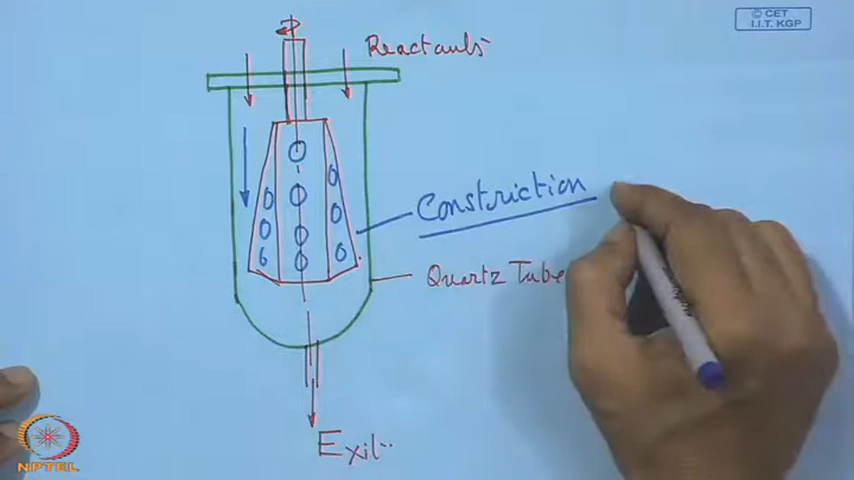 © CET
I.I.T. KGP
Reactants
Constriction
Quartz Tube
Exit
NPTEL